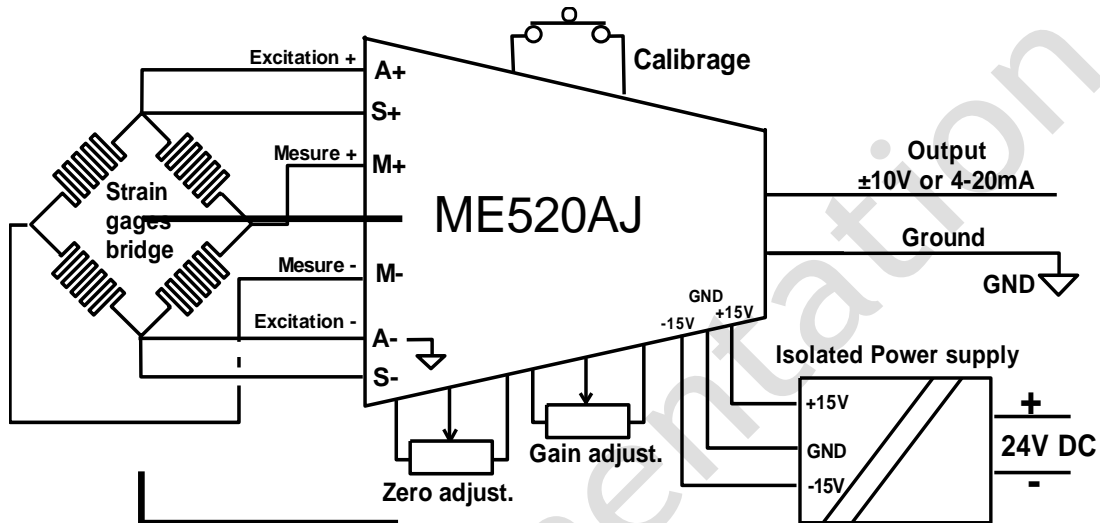 Excitation +
A+
S+
Mesure +
M+
Strain
gages
bridge
Mesure -
M-
Excitation -
A-
S-
ME520AJ
Calibrage
Output
±10V or 4-20mA
Ground
GND
GND
-15V
+15V
Zero adjust.
Gain adjust.
Isolated Power supply
+15V
GND
-15V
+
24V DC
-